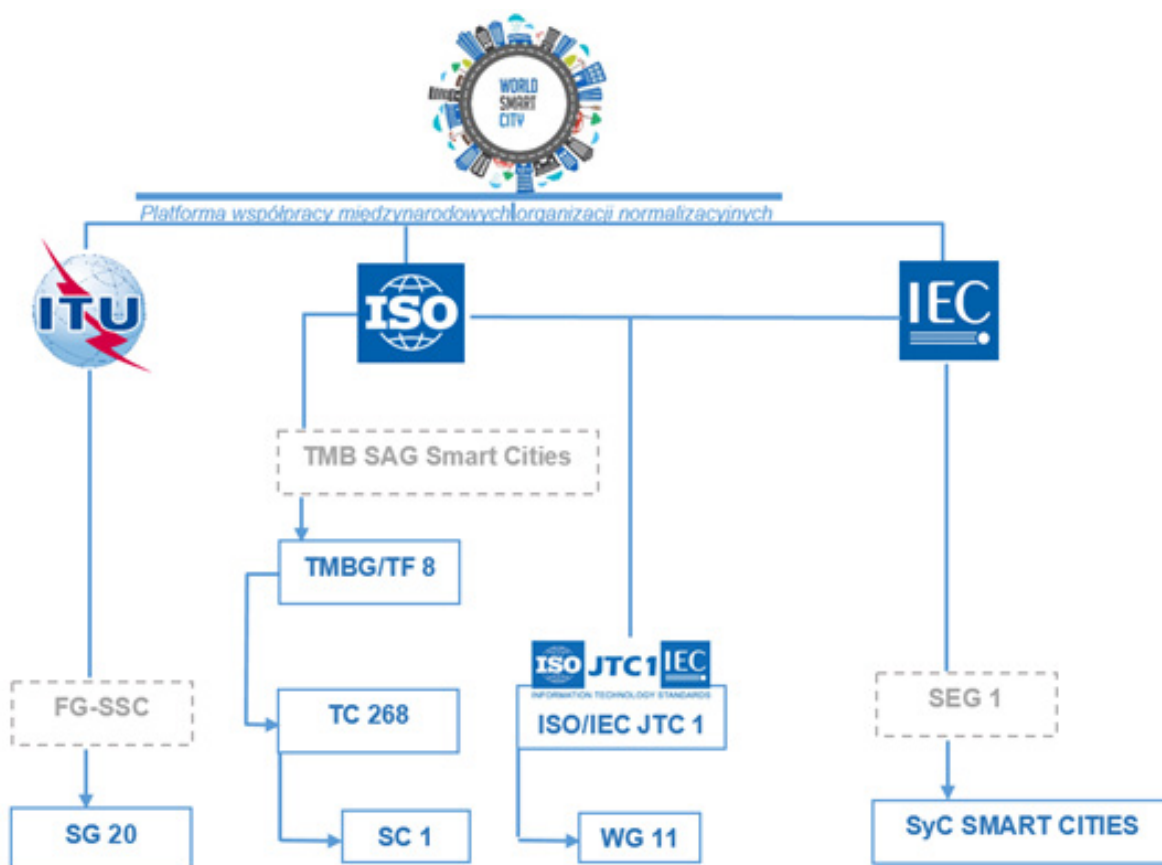 WORLD
SMART
CITY
Platforma współpracy międzynarodowych organizacji normalizacyjnych
ITU
ISO
IEC
TMB SAG Smart Cities
TMBG/TF 8
ISO JTC1 IEC
INFORMATION TECHNOLOGY STANDARDS
FG-SSC
TC 268
ISO/IEC JTC 1
SEG 1
SG 20
SC 1
WG 11
SyC SMART CITIES